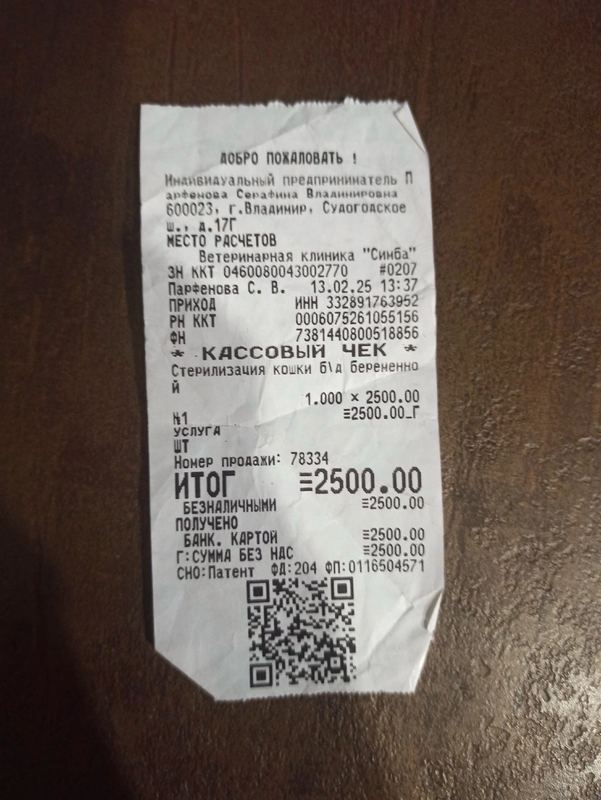 ДОБРО ПОЖАЛОВАТЬ !
Индивидуальный предприниматель П
арфенова Серафина Владимировна
600023, г.Владимир, Судогодское
ш., д.17Г
МЕСТО РАСЧЕТОВ
Ветеринарная клиника "Симба"
ЗН ККТ 0460080043002770 #0207
Парфенова С. В. 13.02.25 13:37
ПРИХОД ИНН 332891763952
РН ККТ 0006075261055156
ФН 7381440800518856
* КАССОВЫЙ ЧЕК *
Стерилизация кошки б\д беременно
й
1.000 × 2500.00
№1 ≡2500.00_Г
УСЛУГА
ШТ
Номер продажи: 78334
ИТОГ ≡2500.00
БЕЗНАЛИЧНЫМИ ≡2500.00
ПОЛУЧЕНО
БАНК. КАРТОЙ ≡2500.00
Г:СУММА БЕЗ НДС ≡2500.00
СНО:Патент ФД:204 ФП:0116504571